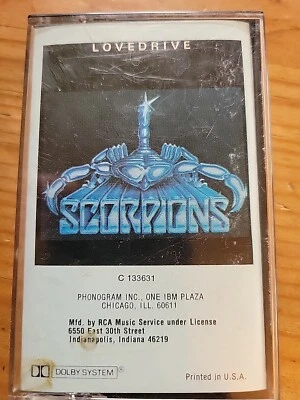 LOVEDRIVE
SCORPIONS
C 133631
PHONOGRAM INC., ONE IBM PLAZA
CHICAGO, ILL. 60611
Mfd. by RCA Music Service under License
6550 East 30th Street
Indianapolis, Indiana 46219
DOLBY SYSTEM®
Printed in U.S.A.